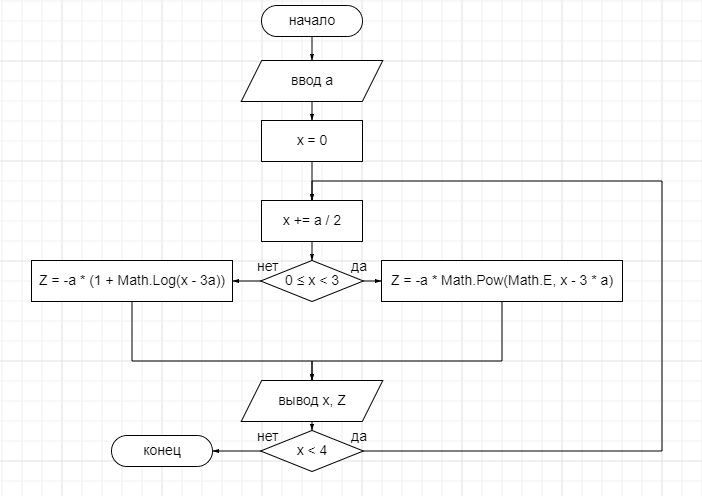 начало
ввод a
x = 0
x += a / 2
нет
0 ≤ x < 3
да
Z = -a * (1 + Math.Log(x - 3a))
Z = -a * Math.Pow(Math.E, x - 3 * a)
вывод x, Z
нет
x < 4
да
конец